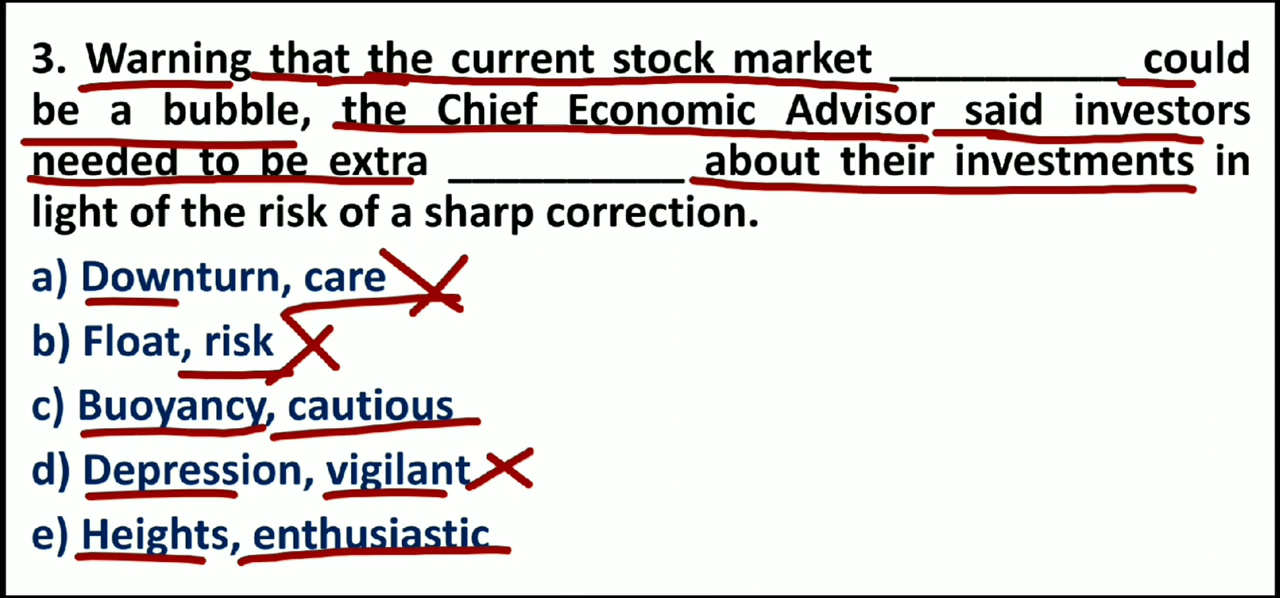 3. Warning that the current stock market __________ could
be a bubble, the Chief Economic Advisor said investors
needed to be extra __________ about their investments in
light of the risk of a sharp correction.
a) Downturn, care
b) Float, risk
c) Buoyancy, cautious
d) Depression, vigilant
e) Heights, enthusiastic